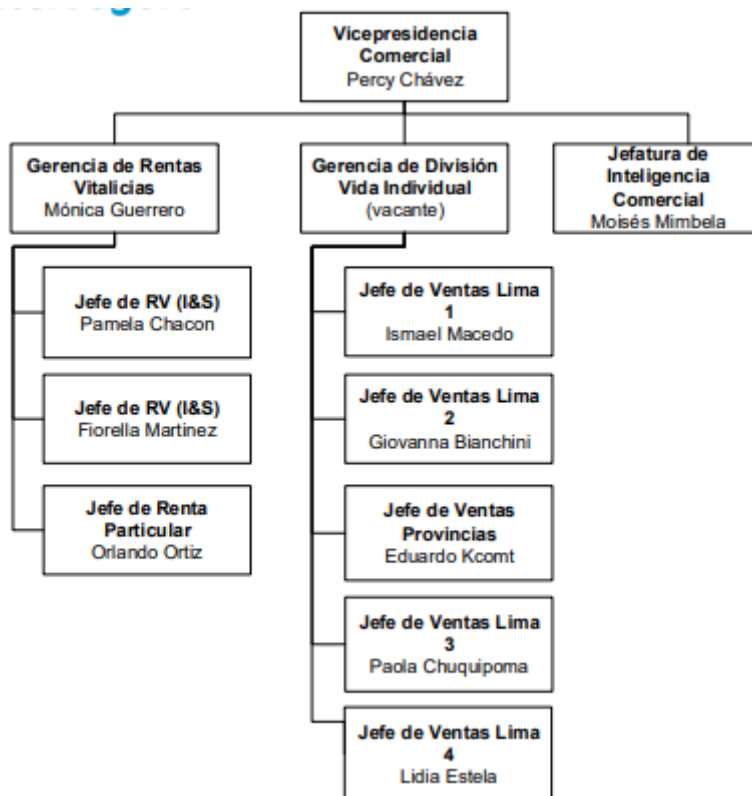 Vicepresidencia
Comercial
Percy Chávez
Gerencia de Rentas
Vitalicias
Mónica Guerrero
Gerencia de División
Vida Individual
(vacante)
Jefatura de
Inteligencia
Comercial
Moisés Mimbela
Jefe de RV (I&S)
Pamela Chacon
Jefe de RV (I&S)
Fiorella Martinez
Jefe de Renta
Particular
Orlando Ortiz
Jefe de Ventas Lima
1
Ismael Macedo
Jefe de Ventas Lima
2
Giovanna Bianchini
Jefe de Ventas
Provincias
Eduardo Kcomt
Jefe de Ventas Lima
3
Paola Chuquipoma
Jefe de Ventas Lima
4
Lidia Estela